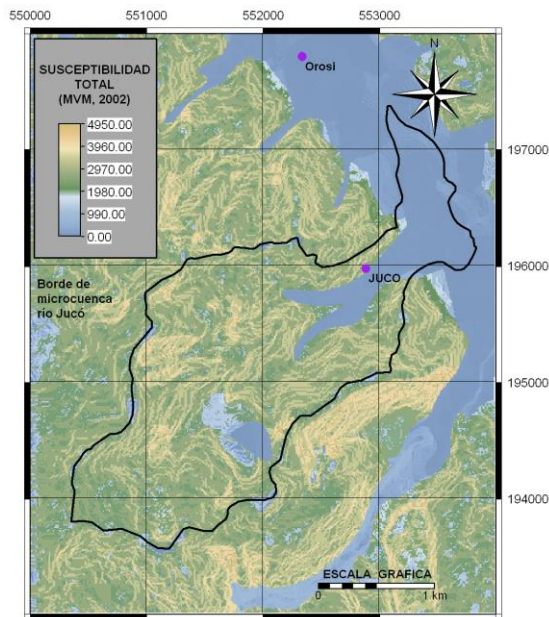 550000 551000 552000 553000
SUSCEPTIBILIDAD
TOTAL
(MVM, 2002)
4950.00
3960.00
2970.00
1980.00
990.00
0.00
Orosi
N
197000
196000
JUCO
Borde de
microcuenca
río Jucó
195000
194000
ESCALA GRAFICA
0 1 km